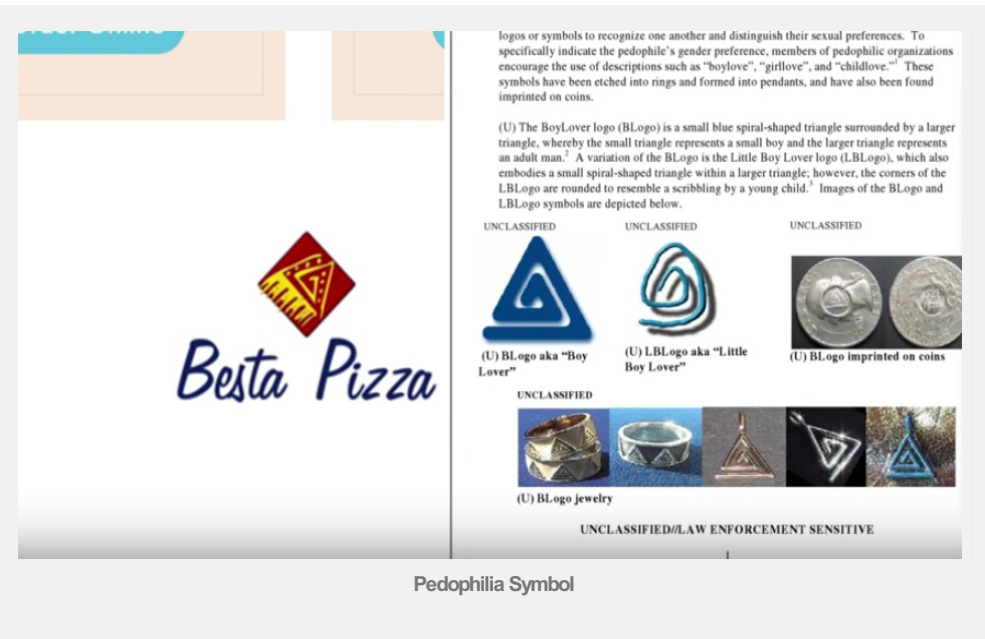 Order Online
Besta Pizza
logos or symbols to recognize one another and distinguish their sexual preferences. To
specifically indicate the pedophile's gender preference, members of pedophilic organizations
encourage the use of descriptions such as “boylove”, “girllove”, and “childlove.”1 These
symbols have been etched into rings and formed into pendants, and have also been found
imprinted on coins.
(U) The BoyLover logo (BLogo) is a small blue spiral-shaped triangle surrounded by a larger
triangle, whereby the small triangle represents a small boy and the larger triangle represents
an adult man.2 A variation of the BLogo is the Little Boy Lover logo (LBLogo), which also
embodies a small spiral-shaped triangle within a larger triangle; however, the corners of the
LBLogo are rounded to resemble a scribbling by a young child.3 Images of the BLogo and
LBLogo symbols are depicted below.
UNCLASSIFIED UNCLASSIFIED UNCLASSIFIED
(U) BLogo aka “Boy
Lover”
(U) LBLogo aka “Little
Boy Lover”
(U) BLogo imprinted on coins
UNCLASSIFIED
(U) BLogo jewelry
UNCLASSIFIED//LAW ENFORCEMENT SENSITIVE
Pedophilia Symbol